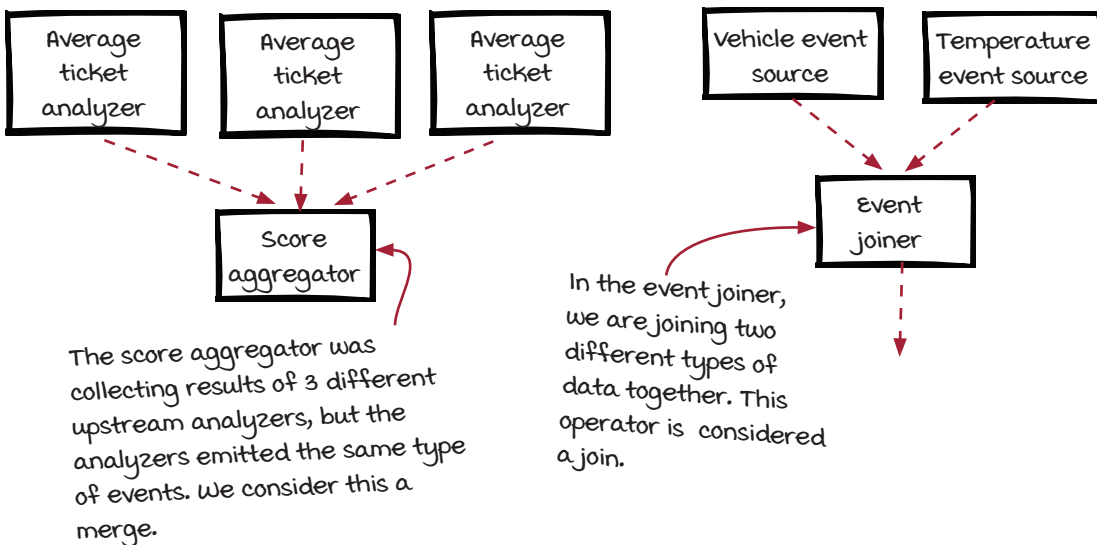 Average
ticket
analyzer
Average
ticket
analyzer
Average
ticket
analyzer
Score
aggregator
The score aggregator was
collecting results of 3 different
upstream analyzers, but the
analyzers emitted the same type
of events. We consider this a
merge.
Vehicle event
source
Temperature
event source
Event
joiner
In the event joiner,
we are joining two
different types of
data together. This
operator is considered
a join.